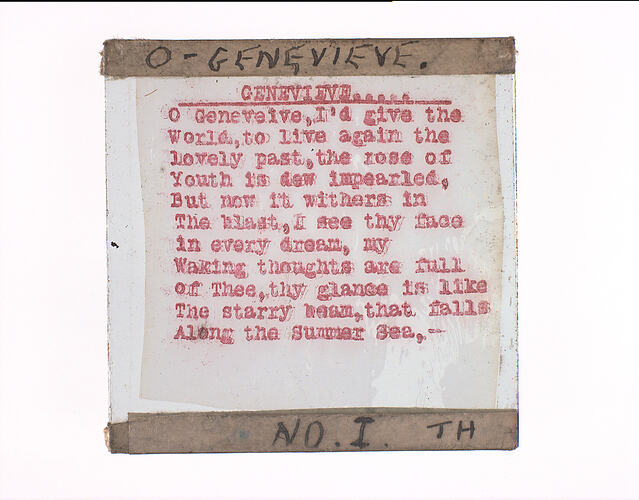 O-GENEVIEVE.
GENEVIEVE.....
O Geneveive,I'd give the
World,to live again the
Lovely past,the rose of
Youth is dew impearled,
But now it withers in
The blast,I see thy face
in every dream, my
Waking thoughts are full
of Thee,thy glance is like
The starry beam,that falls
Along the Summer Sea,-
NO.I. TH